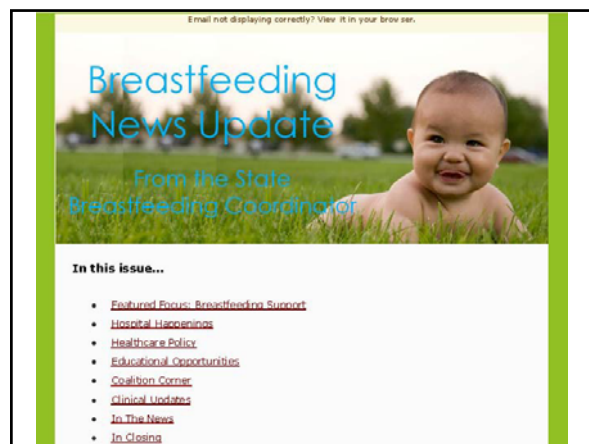 Email not displaying correctly? View it in your browser.
Breastfeeding
News Update
From the State
Breastfeeding Coordinator
In this issue...
Featured Focus: Breastfeeding Support
Hospital Happenings
Healthcare Policy
Educational Opportunities
Coalition Corner
Clinical Updates
In The News
In Closing